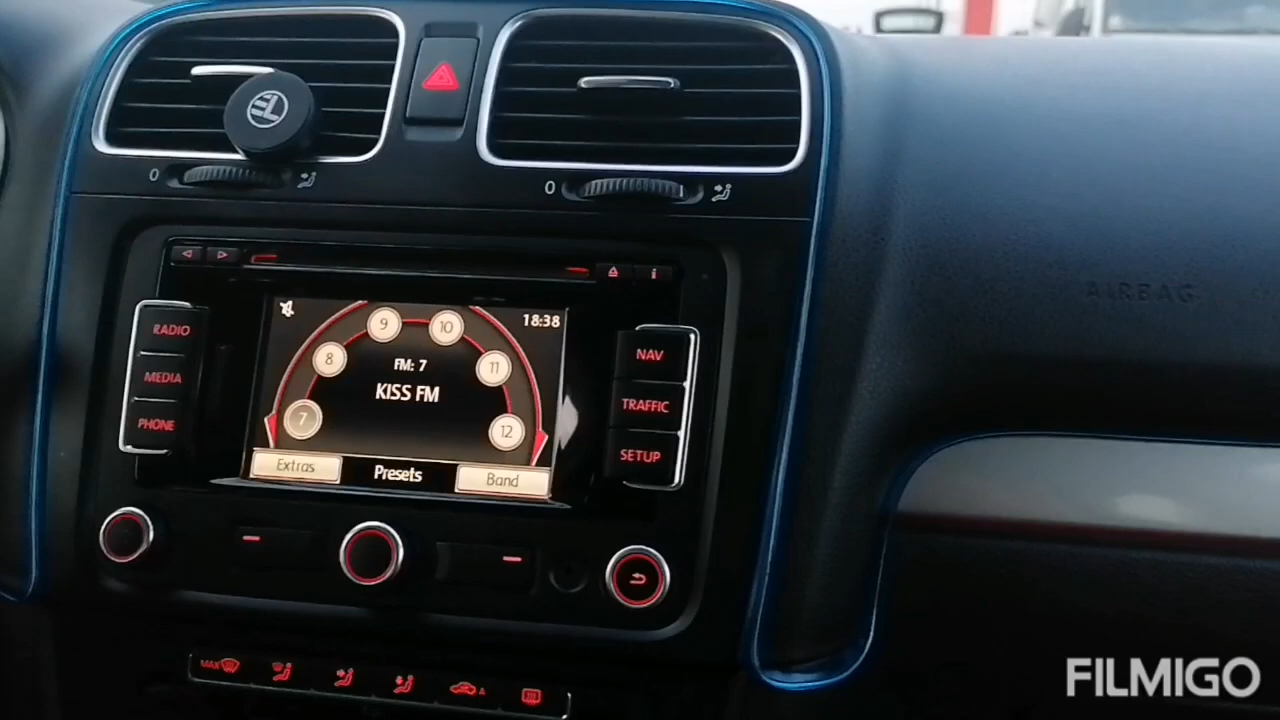 0
0
AIRBAG
RADIO
MEDIA
PHONE
18:38
9
10
8
11
FM: 7
KISS FM
7
12
Extras
Presets
Band
NAV
TRAFFIC
SETUP
i
MAX
A
FILMIGO